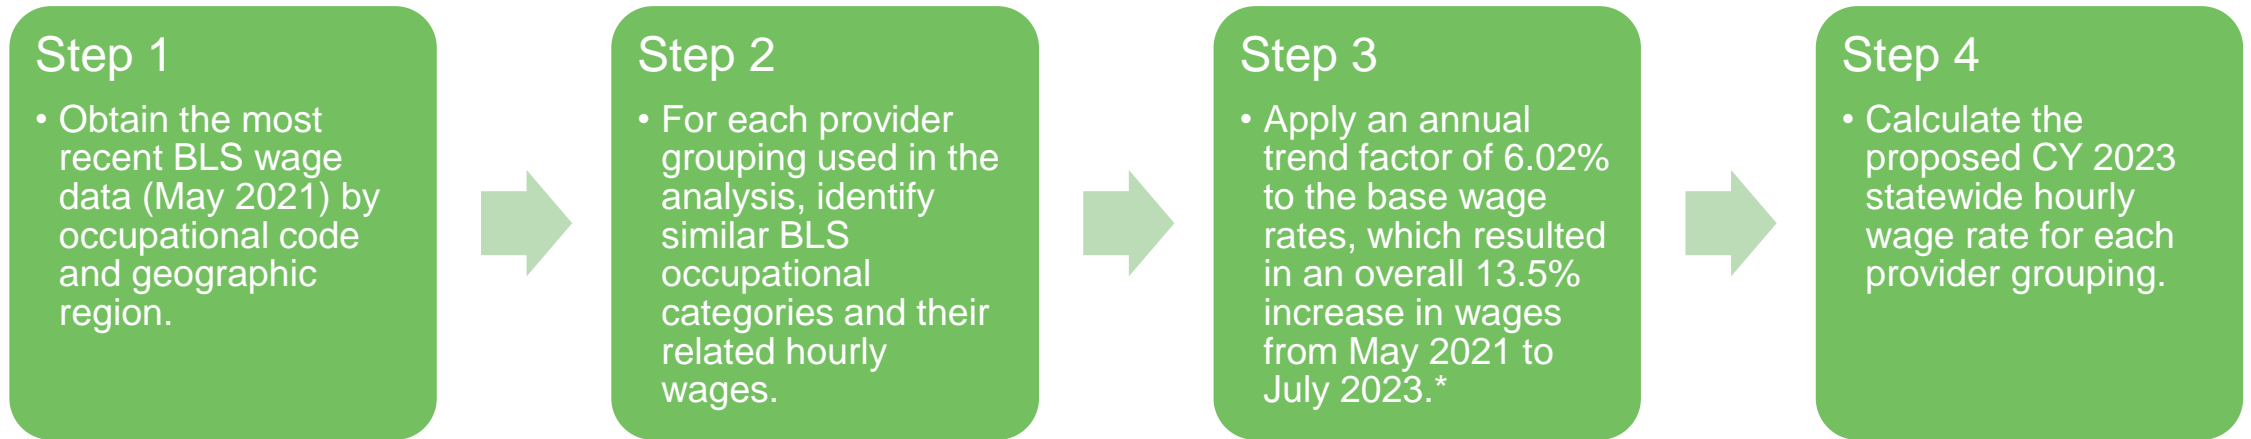 Step 1
• Obtain the most
recent BLS wage
data (May 2021) by
occupational code
and geographic
region.
Step 2
• For each provider
grouping used in the
analysis, identify
similar BLS
occupational
categories and their
related hourly
wages.
Step 3
• Apply an annual
trend factor of 6.02%
to the base wage
rates, which resulted
in an overall 13.5%
increase in wages
from May 2021 to
July 2023.*
Step 4
• Calculate the
proposed CY 2023
statewide hourly
wage rate for each
provider grouping.